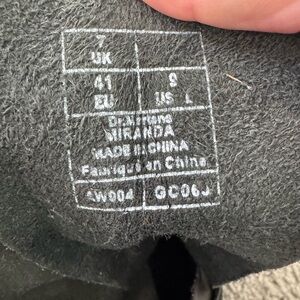 7
UK
41 9
EU US L
Dr.Martens
MIRANDA
MADE IN CHINA
Fabriqué en Chine
AW004 GC06J